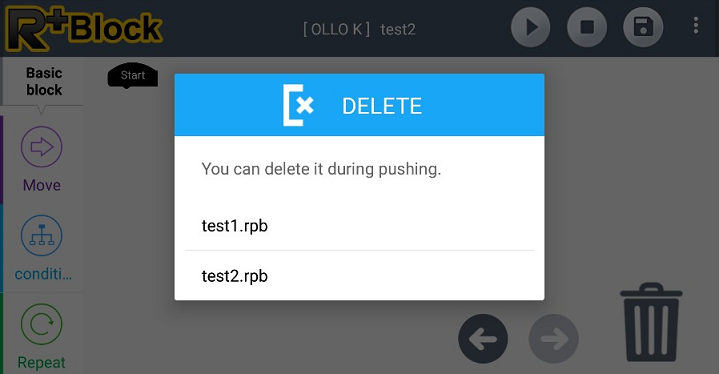 R+Block
[ OLLO K ] test2
Basic
block
Start
Move
conditi...
Repeat
DELETE
You can delete it during pushing.
test1.rpb
test2.rpb